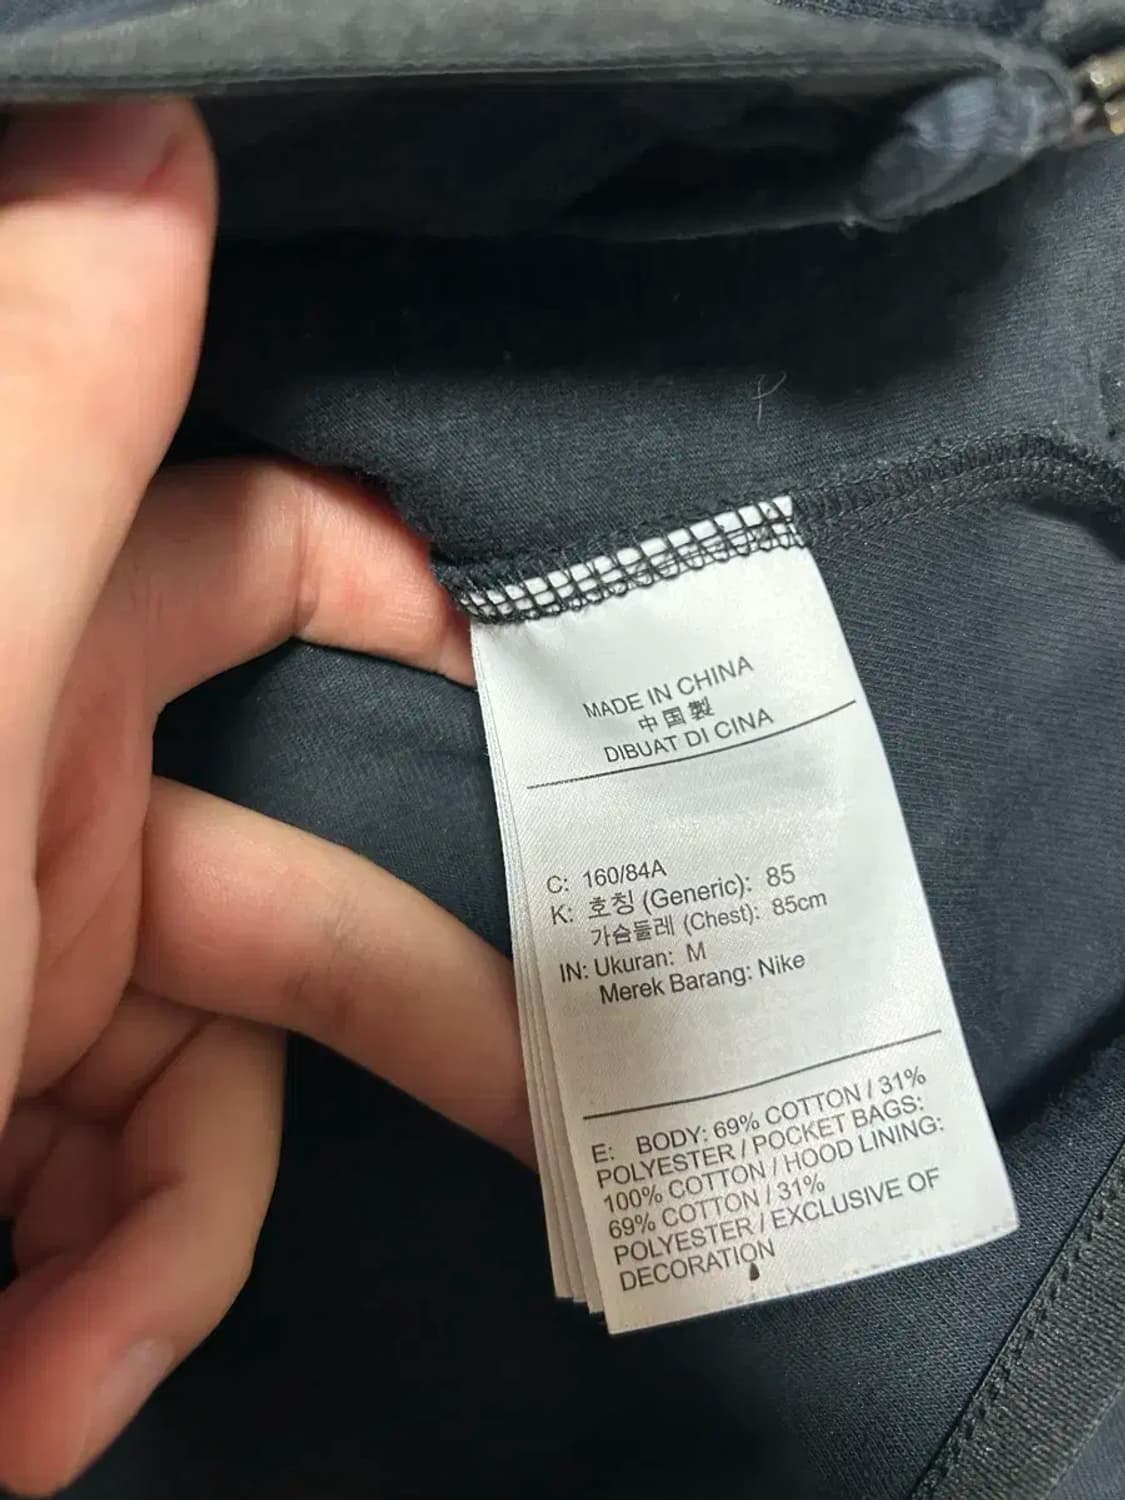 MADE IN CHINA
中国製
DIBUAT DI CINA
C: 160/84A
K: 호칭 (Generic): 85
가슴둘레 (Chest): 85cm
IN: Ukuran: M
Merek Barang: Nike
E: BODY: 69% COTTON / 31%
POLYESTER / POCKET BAGS:
100% COTTON / HOOD LINING:
69% COTTON / 31%
POLYESTER / EXCLUSIVE OF
DECORATION